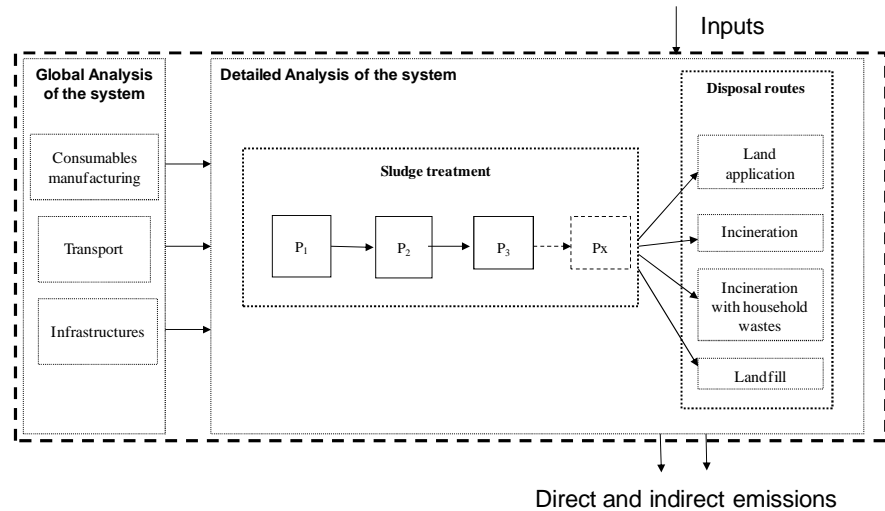 Inputs
Global Analysis
of the system
Detailed Analysis of the system
Disposal routes
Consumables
manufacturing
Transport
Infrastructures
Sludge treatment
P1
P2
P3
Px
Land
application
Incineration
Incineration
with household
wastes
Landfill
Direct and indirect emissions